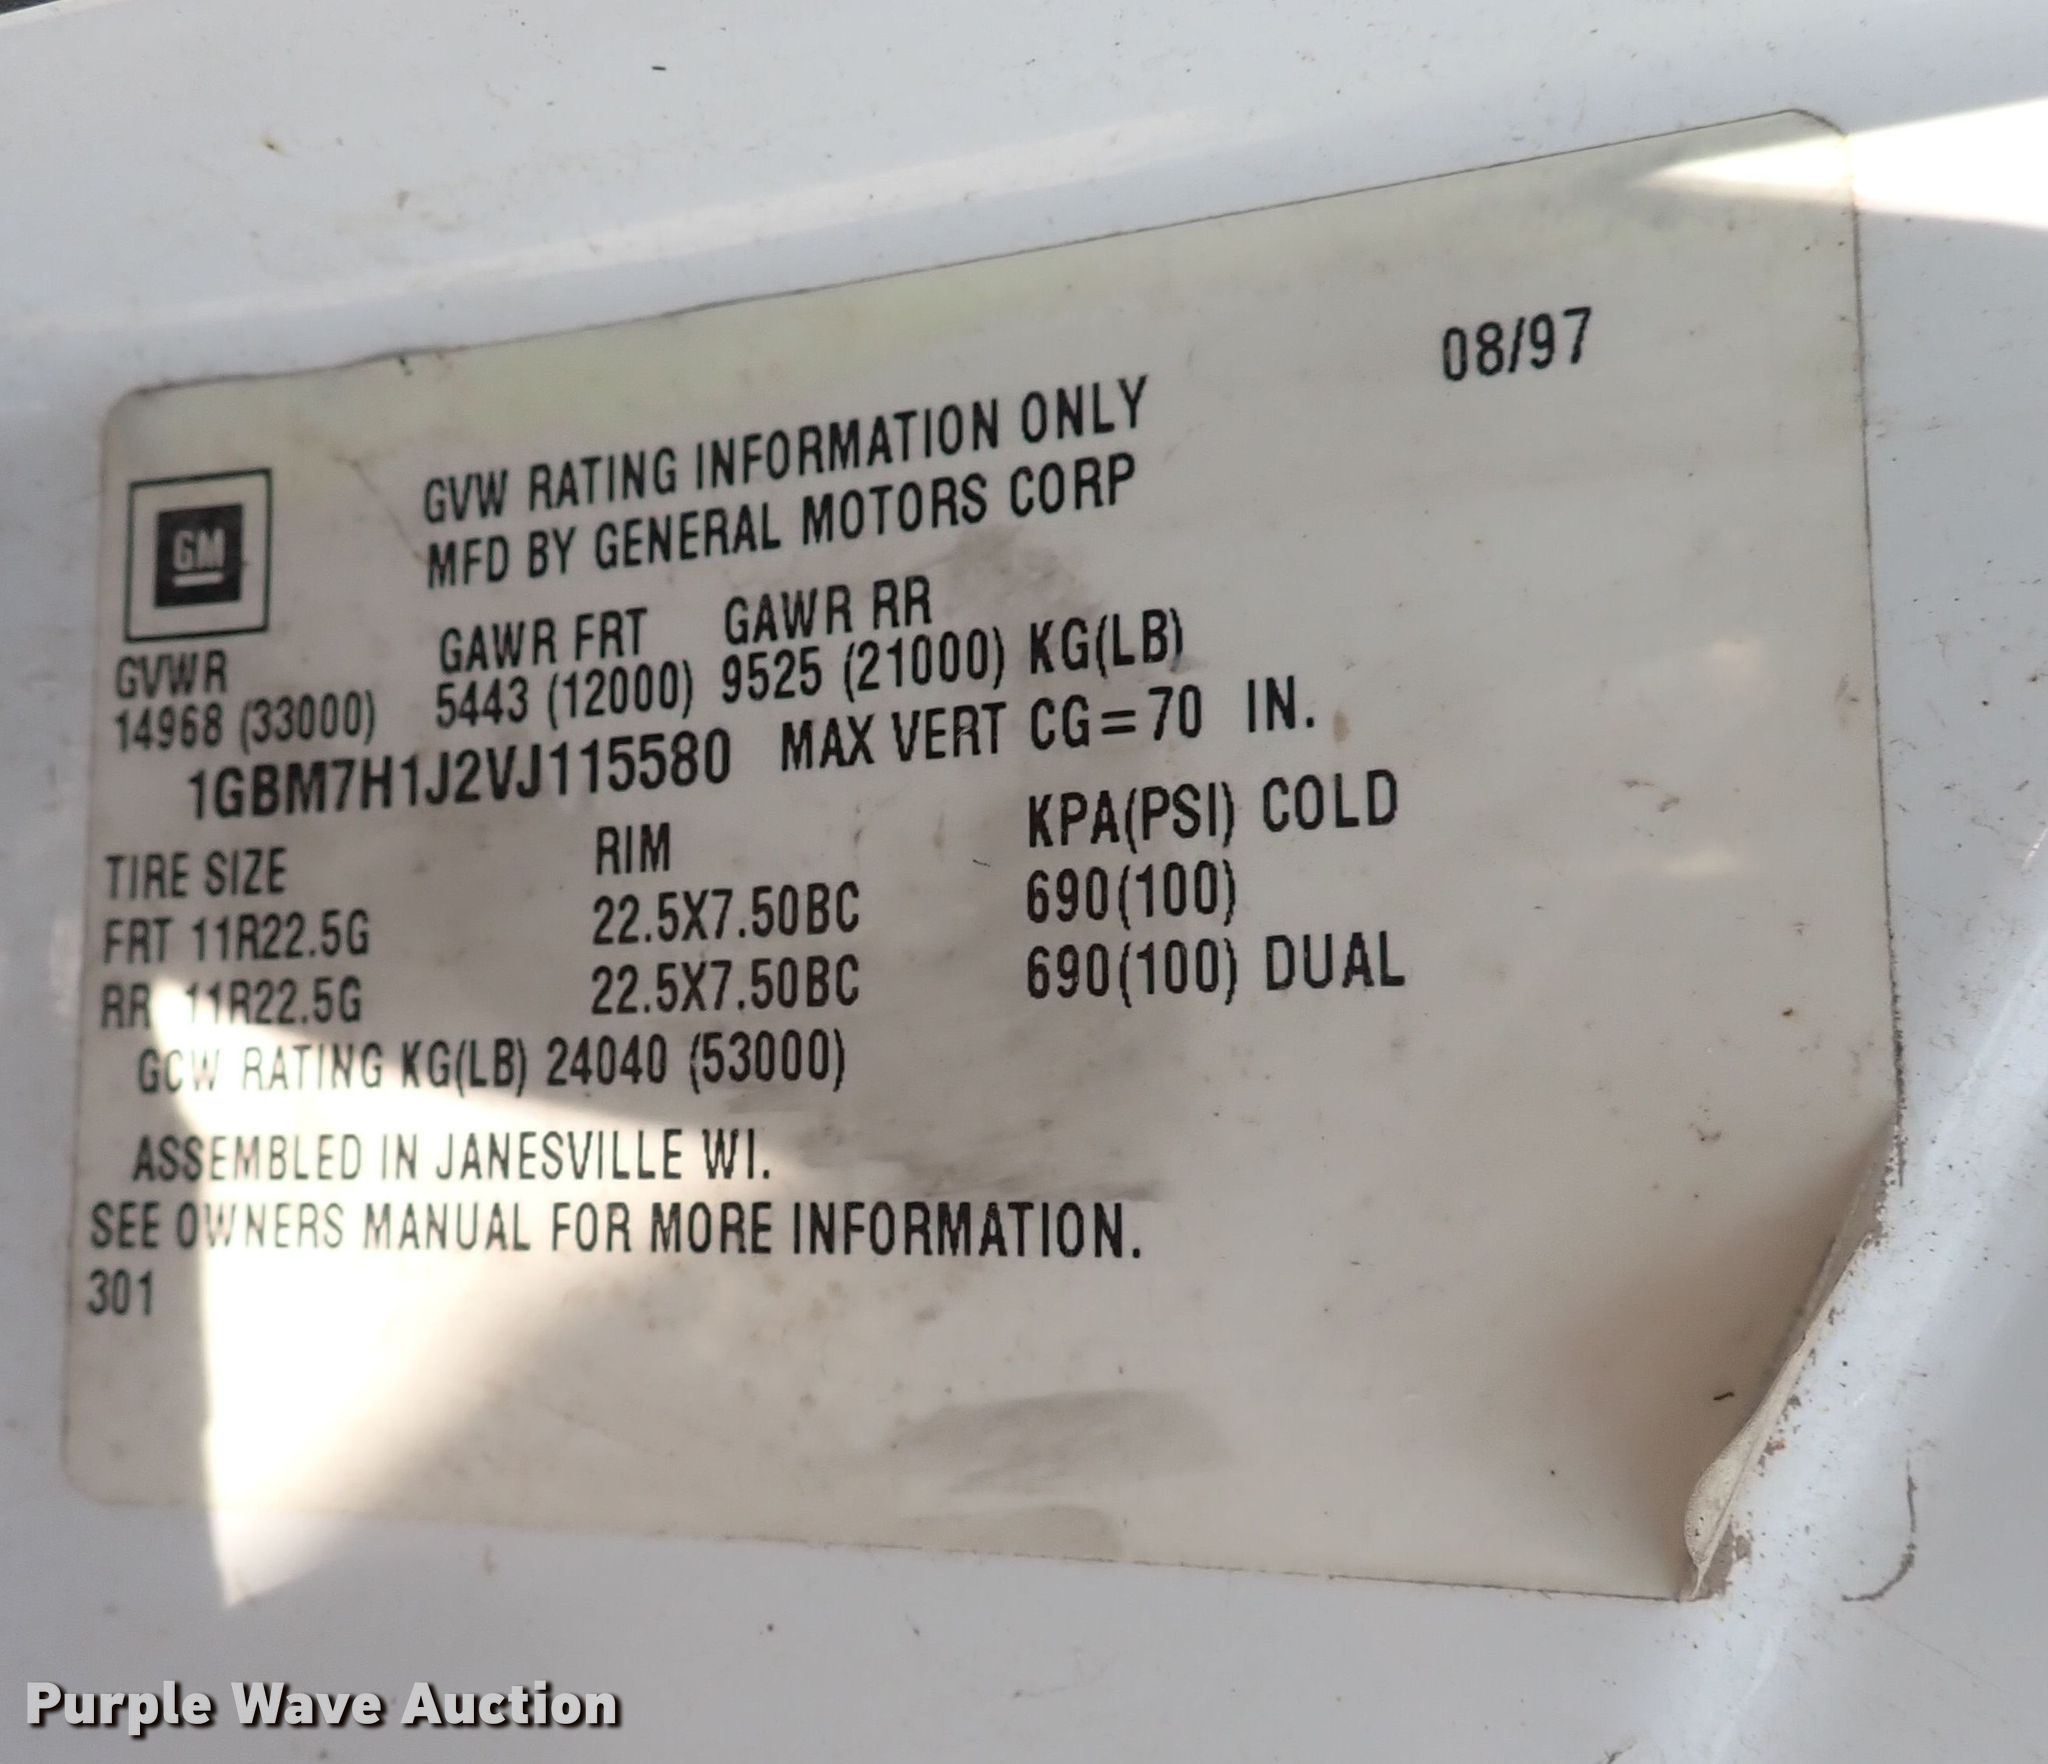 08/97
GVW RATING INFORMATION ONLY
MFD BY GENERAL MOTORS CORP
GM
GVWR GAWR FRT GAWR RR
14968 (33000) 5443 (12000) 9525 (21000) KG(LB)
1GBM7H1J2VJ115580 MAX VERT CG=70 IN.
TIRE SIZE RIM KPA(PSI) COLD
FRT 11R22.5G 22.5X7.50BC 690(100)
RR 11R22.5G 22.5X7.50BC 690(100) DUAL
GCW RATING KG(LB) 24040 (53000)
ASSEMBLED IN JANESVILLE WI.
SEE OWNERS MANUAL FOR MORE INFORMATION.
301
Purple Wave Auction